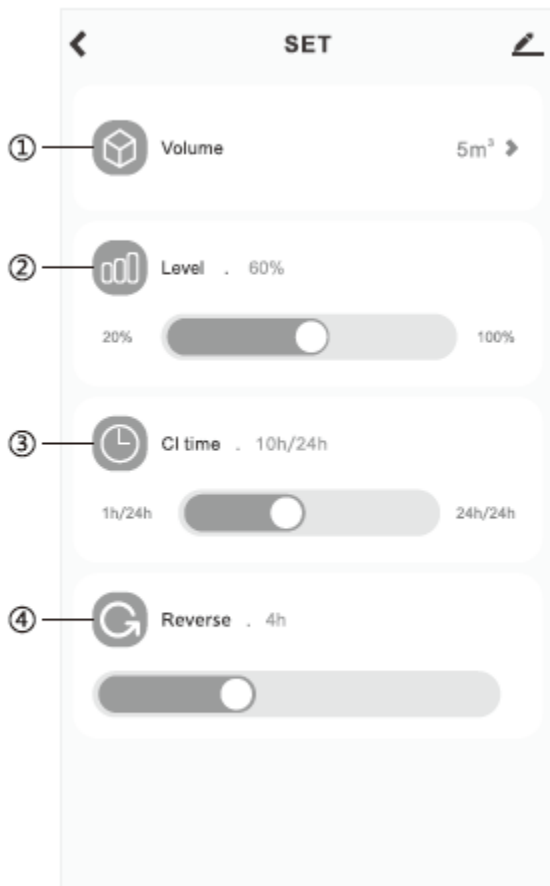 SET
① Volume 5m³
② Level . 60%
20% 100%
③ CI time . 10h/24h
1h/24h 24h/24h
④ Reverse . 4h